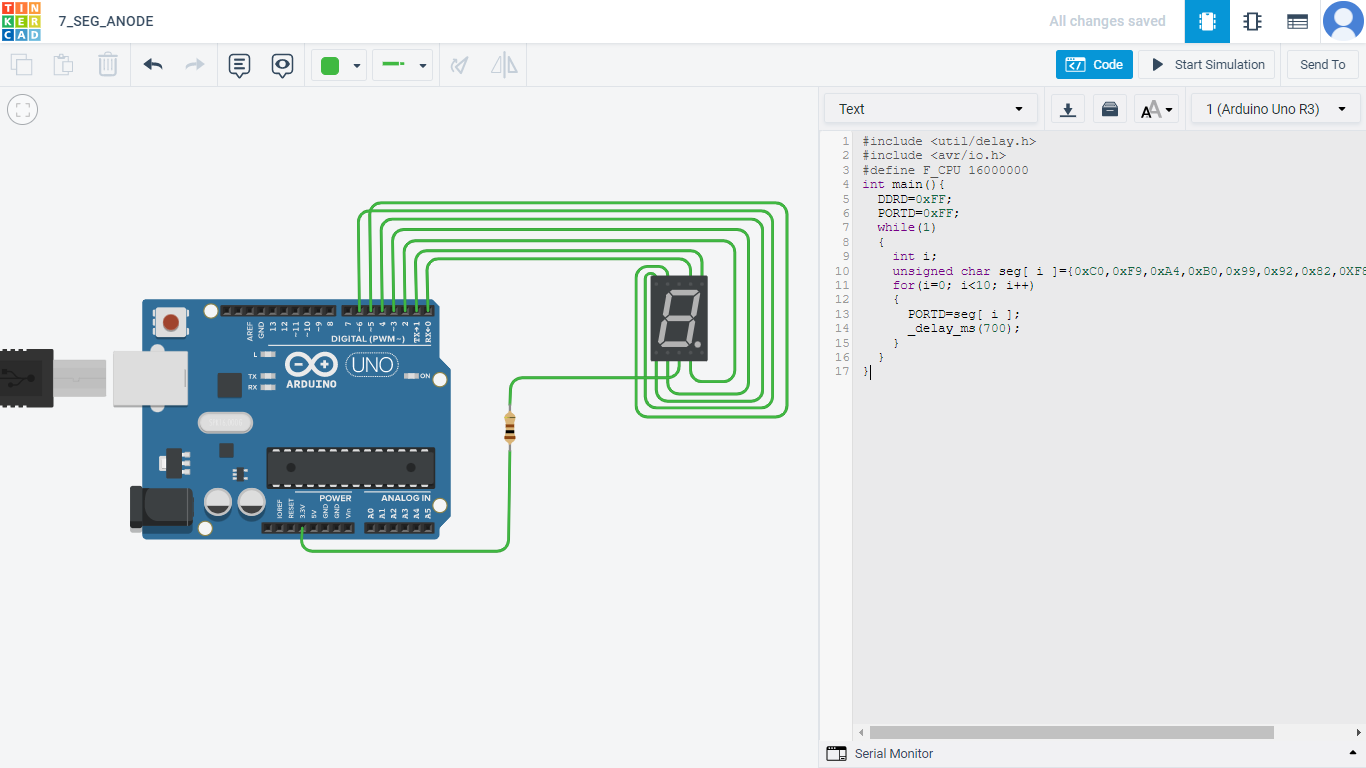 TINKERCAD
7_SEG_ANODE
All changes saved
Code
Start Simulation
Send To
Text
1 (Arduino Uno R3)
1 #include <util/delay.h>
2 #include <avr/io.h>
3 #define F_CPU 16000000
4 int main(){
5 DDRD=0xFF;
6 PORTD=0xFF;
7 while(1)
8 {
9 int i;
10 unsigned char seg[ i ]={0xC0,0xF9,0xA4,0xB0,0x99,0x92,0x82,0XF8
11 for(i=0; i<10; i++)
12 {
13 PORTD=seg[ i ];
14 _delay_ms(700);
15 }
16 }
17 }
AREF
GND
13
12
~11
~10
~9
8
7
~6
~5
4
~3
2
TX→1
RX←0
DIGITAL (PWM~)
L
TX
RX
ARDUINO
UNO
ON
POWER
ANALOG IN
IOREF
RESET
3.3V
5V
GND
GND
Vin
A0
A1
A2
A3
A4
A5
Serial Monitor